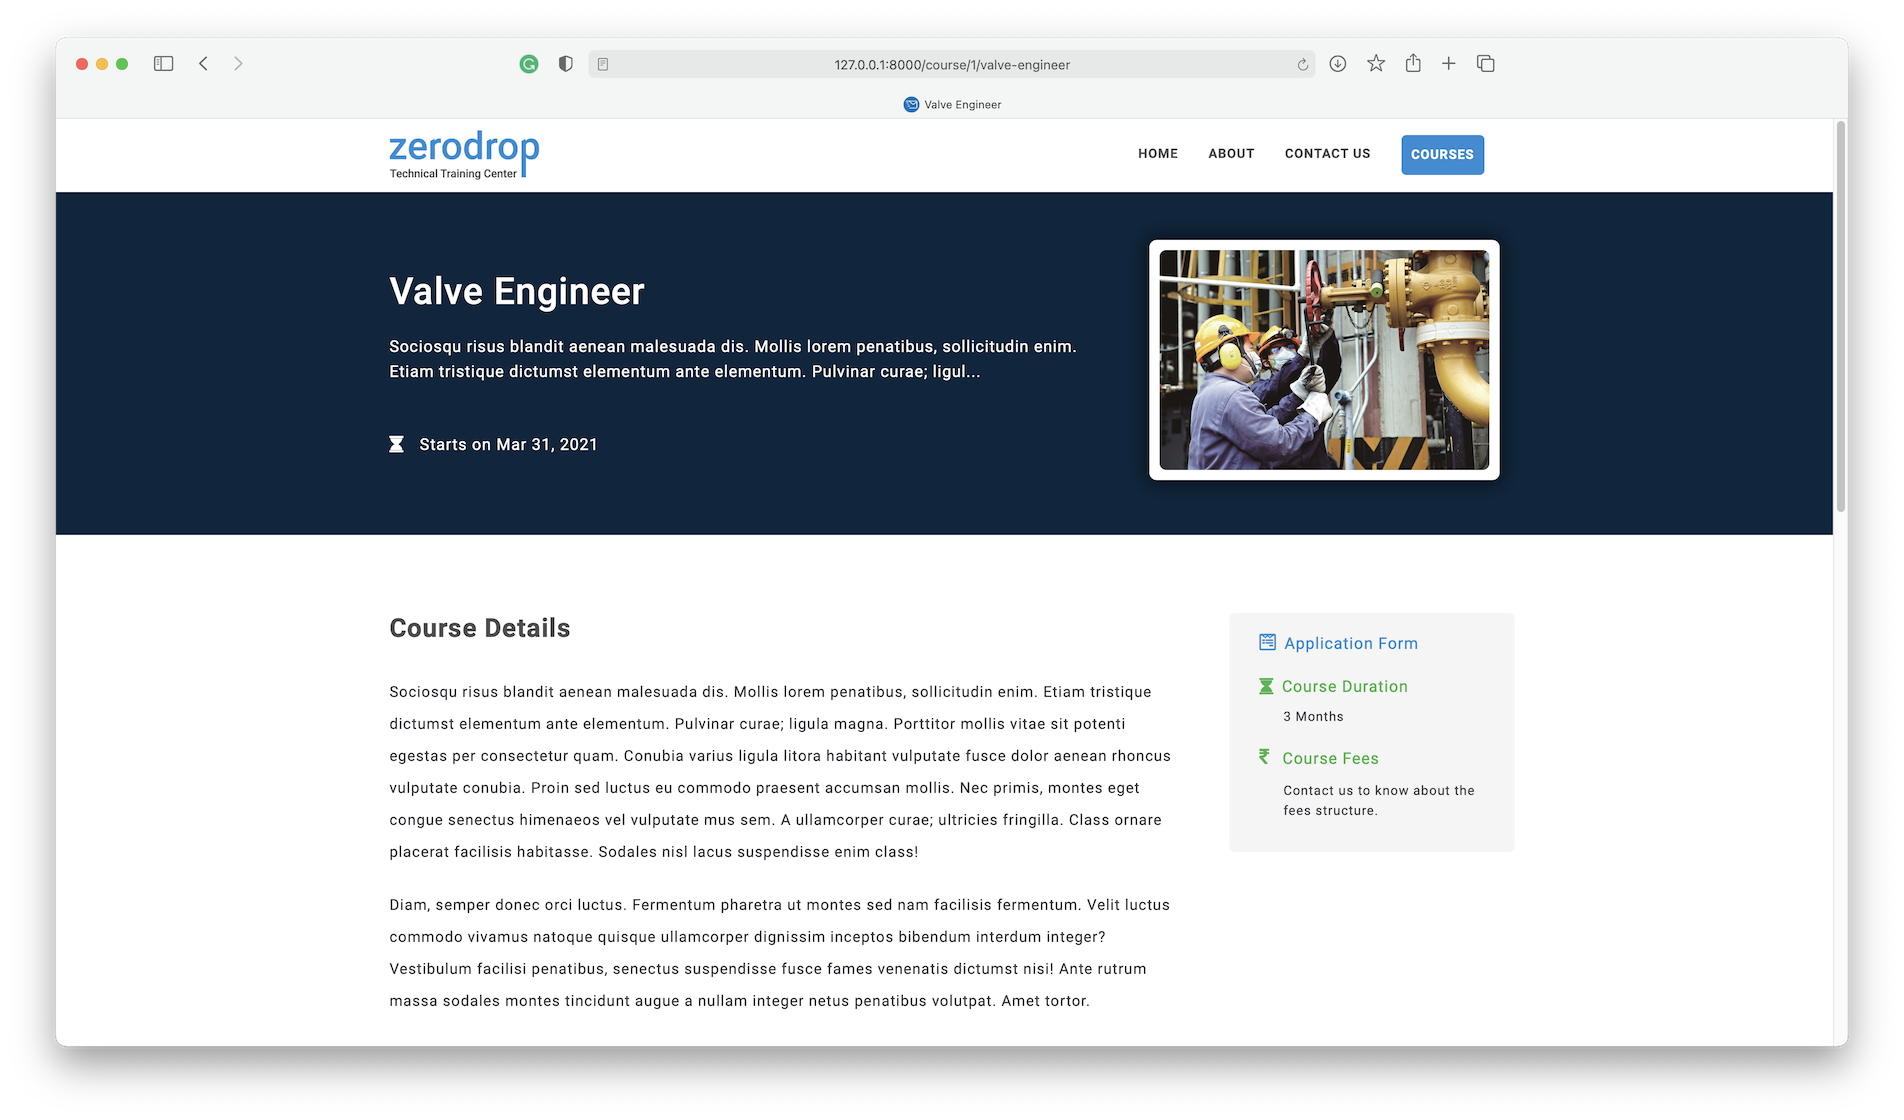 127.0.0.1:8000/course/1/valve-engineer
Valve Engineer
zerodrop
Technical Training Center
HOME
ABOUT
CONTACT US
COURSES
Valve Engineer
Sociosqu risus blandit aenean malesuada dis. Mollis lorem penatibus, sollicitudin enim.
Etiam tristique dictumst elementum ante elementum. Pulvinar curae; ligul...
Starts on Mar 31, 2021
Course Details
Sociosqu risus blandit aenean malesuada dis. Mollis lorem penatibus, sollicitudin enim. Etiam tristique
dictumst elementum ante elementum. Pulvinar curae; ligula magna. Porttitor mollis vitae sit potenti
egestas per consectetur quam. Conubia varius ligula litora habitant vulputate fusce dolor aenean rhoncus
vulputate conubia. Proin sed luctus eu commodo praesent accumsan mollis. Nec primis, montes eget
congue senectus himenaeos vel vulputate mus sem. A ullamcorper curae; ultricies fringilla. Class ornare
placerat facilisis habitasse. Sodales nisl lacus suspendisse enim class!
Diam, semper donec orci luctus. Fermentum pharetra ut montes sed nam facilisis fermentum. Velit luctus
commodo vivamus natoque quisque ullamcorper dignissim inceptos bibendum interdum integer?
Vestibulum facilisi penatibus, senectus suspendisse fusce fames venenatis dictumst nisi! Ante rutrum
massa sodales montes tincidunt augue a nullam integer netus penatibus volutpat. Amet tortor.
Application Form
Course Duration
3 Months
₹ Course Fees
Contact us to know about the
fees structure.